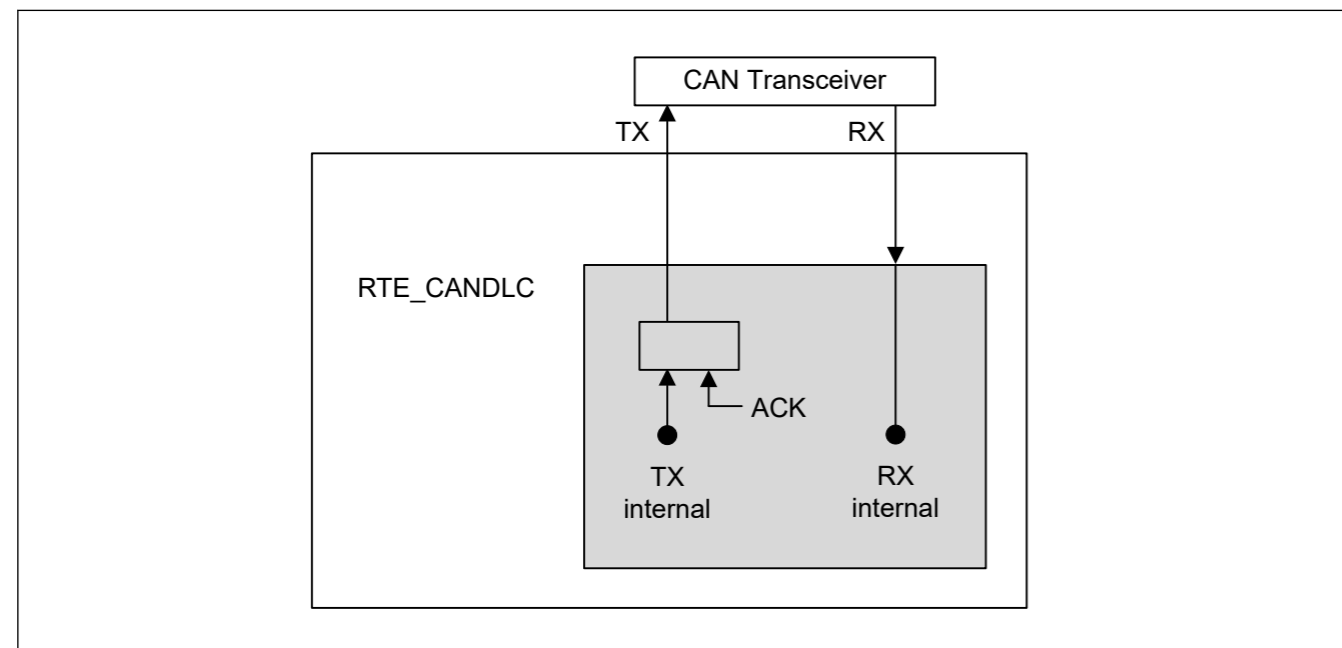 CAN Transceiver
TX
RX
RTE_CANDLC
ACK
TX
internal
RX
internal